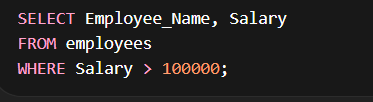 SELECT Employee_Name, Salary
FROM employees
WHERE Salary > 100000;